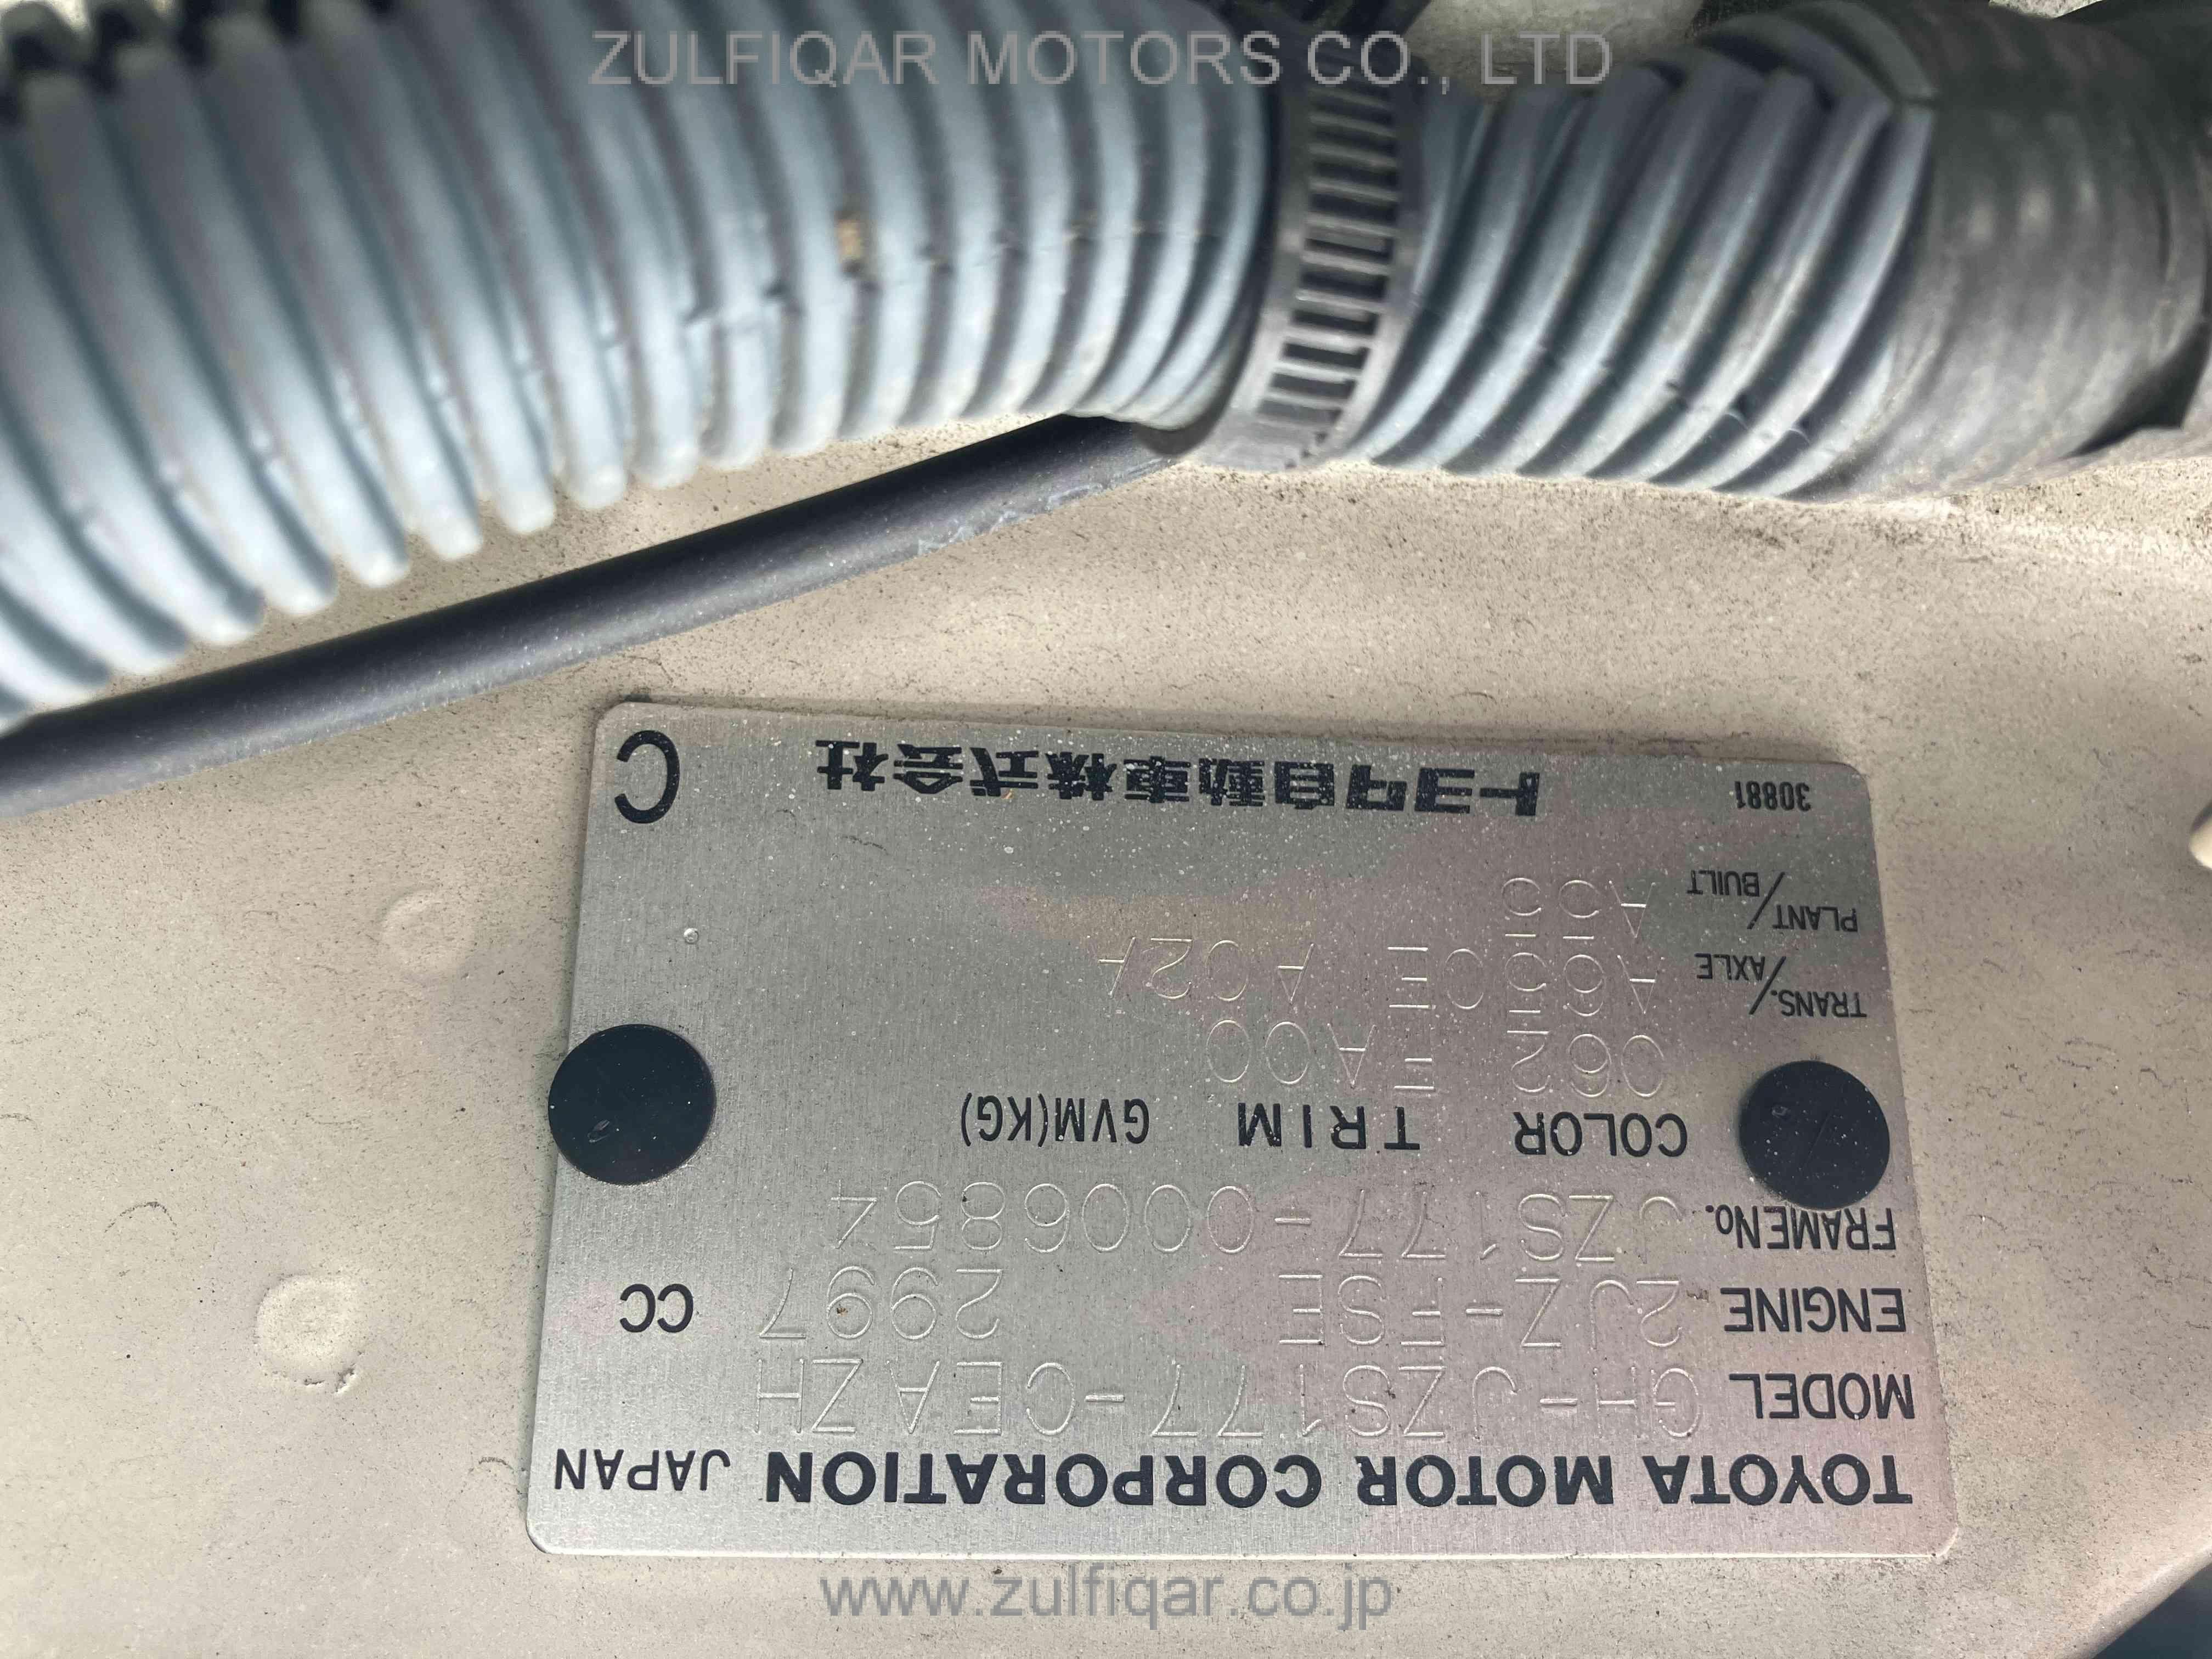 ZULFIQAR MOTORS CO., LTD
TOYOTA MOTOR CORPORATION JAPAN
MODEL GH-JZS177-CEAZH
ENGINE 2JZ-FSE 2997 CC
FRAME No. JZS177-0006854
COLOR TRIM GVM(KG)
062 FA00
TRANS./AXLE A650E A02A
PLANT/BUILT A55
30881 トヨタ自動車株式会社 C
www.zulfiqar.co.jp